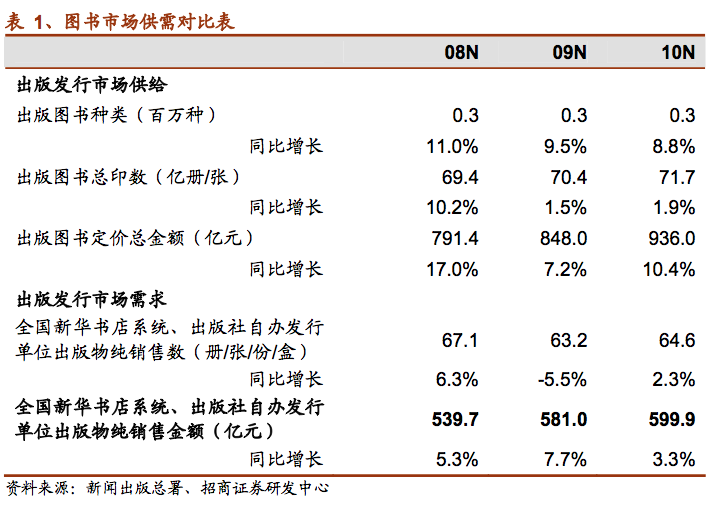 表 1、图书市场供需对比表
08N 09N 10N
出版发行市场供给
出版图书种类（百万种） 0.3 0.3 0.3
同比增长 11.0% 9.5% 8.8%
出版图书总印数（亿册/张） 69.4 70.4 71.7
同比增长 10.2% 1.5% 1.9%
出版图书定价总金额（亿元） 791.4 848.0 936.0
同比增长 17.0% 7.2% 10.4%
出版发行市场需求
全国新华书店系统、出版社自办发行
单位出版物纯销售数（册/张/份/盒） 67.1 63.2 64.6
同比增长 6.3% -5.5% 2.3%
全国新华书店系统、出版社自办发行
单位出版物纯销售金额（亿元） 539.7 581.0 599.9
同比增长 5.3% 7.7% 3.3%
资料来源：新闻出版总署、招商证券研发中心